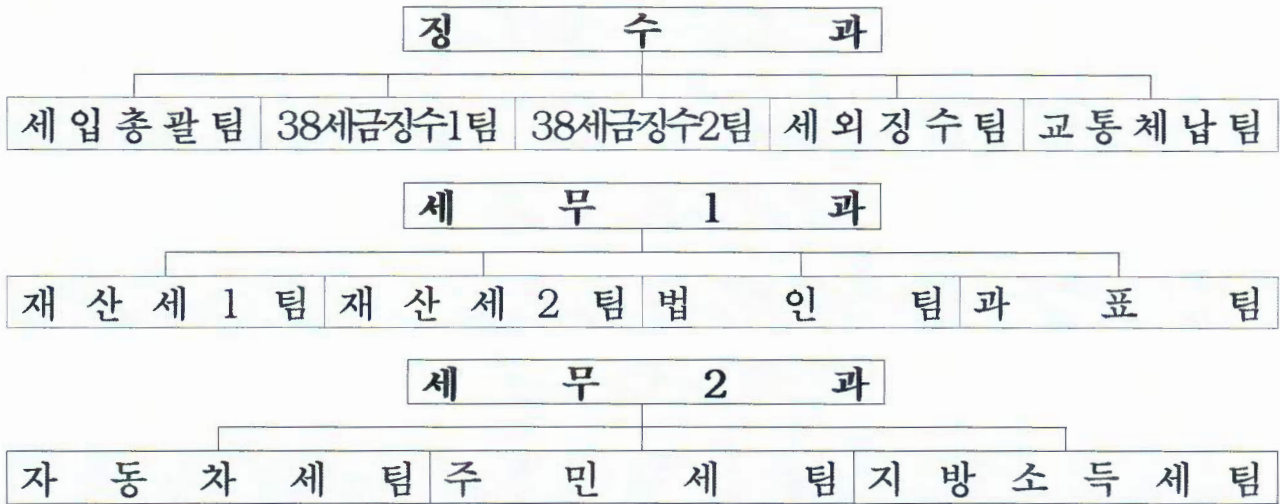 징 수 과
세 입 총 괄 팀 38세금징수1팀 38세금징수2팀 세 외 징 수 팀 교 통 체 납 팀
세 무 1 과
재 산 세 1 팀 재 산 세 2 팀 법 인 팀 과 표 팀
세 무 2 과
자 동 차 세 팀 주 민 세 팀 지 방 소 득 세 팀